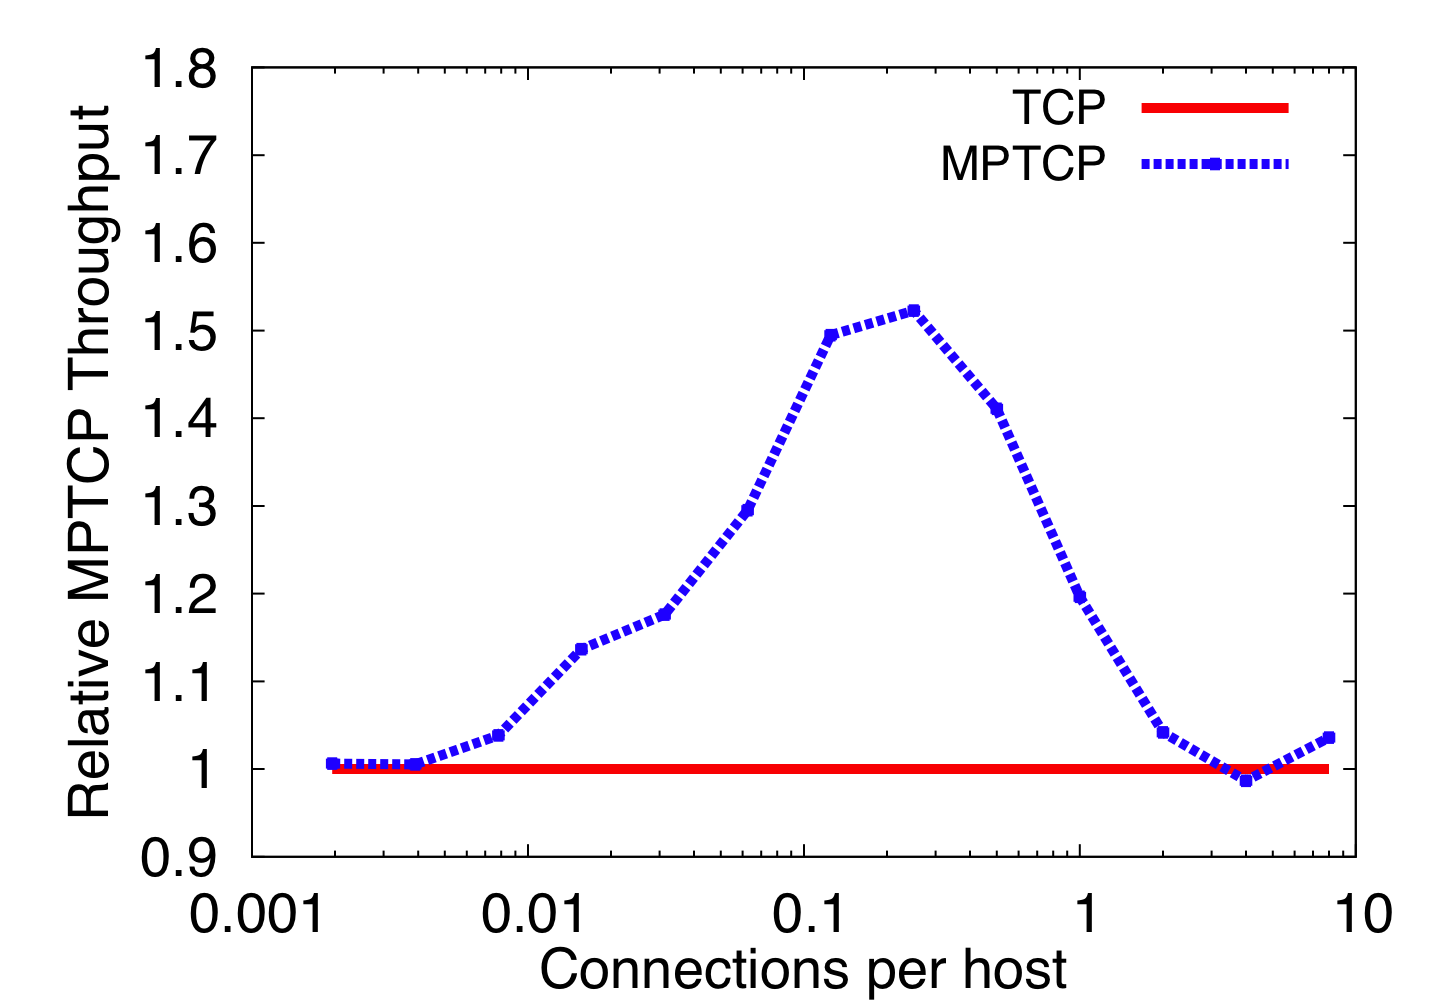 1.8
1.7
1.6
1.5
1.4
1.3
1.2
1.1
1
0.9
Relative MPTCP Throughput
TCP
MPTCP
0.001 0.01 0.1 1 10
Connections per host